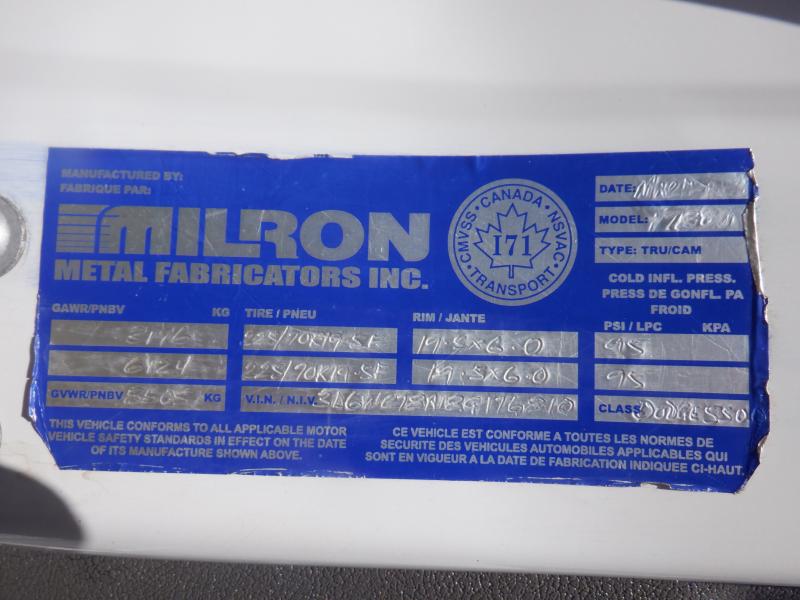 MANUFACTURED BY:
FABRIQUE PAR:
MILRON
METAL FABRICATORS INC.
CANADA
CMVSS · NSVAC
171
TRANSPORT
DATE:
MODEL:
TYPE: TRU/CAM
COLD INFL. PRESS.
PRESS DE GONFL. PA
FROID
GAWR/PNBV KG TIRE / PNEU RIM / JANTE PSI / LPC KPA
225/70R19.5F 19.5x6.0 95
225/70R19.5F 19.5x6.0 95
GVWR/PNBV KG V.I.N. / N.I.V. CLASS DODGE 550
THIS VEHICLE CONFORMS TO ALL APPLICABLE MOTOR
VEHICLE SAFETY STANDARDS IN EFFECT ON THE DATE
OF ITS MANUFACTURE SHOWN ABOVE.
CE VEHICLE EST CONFORME A TOUTES LES NORMES DE
SECURITE DES VEHICULES AUTOMOBILES APPLICABLES QUI
SONT EN VIGUEUR A LA DATE DE FABRICATION INDIQUEE CI-HAUT.